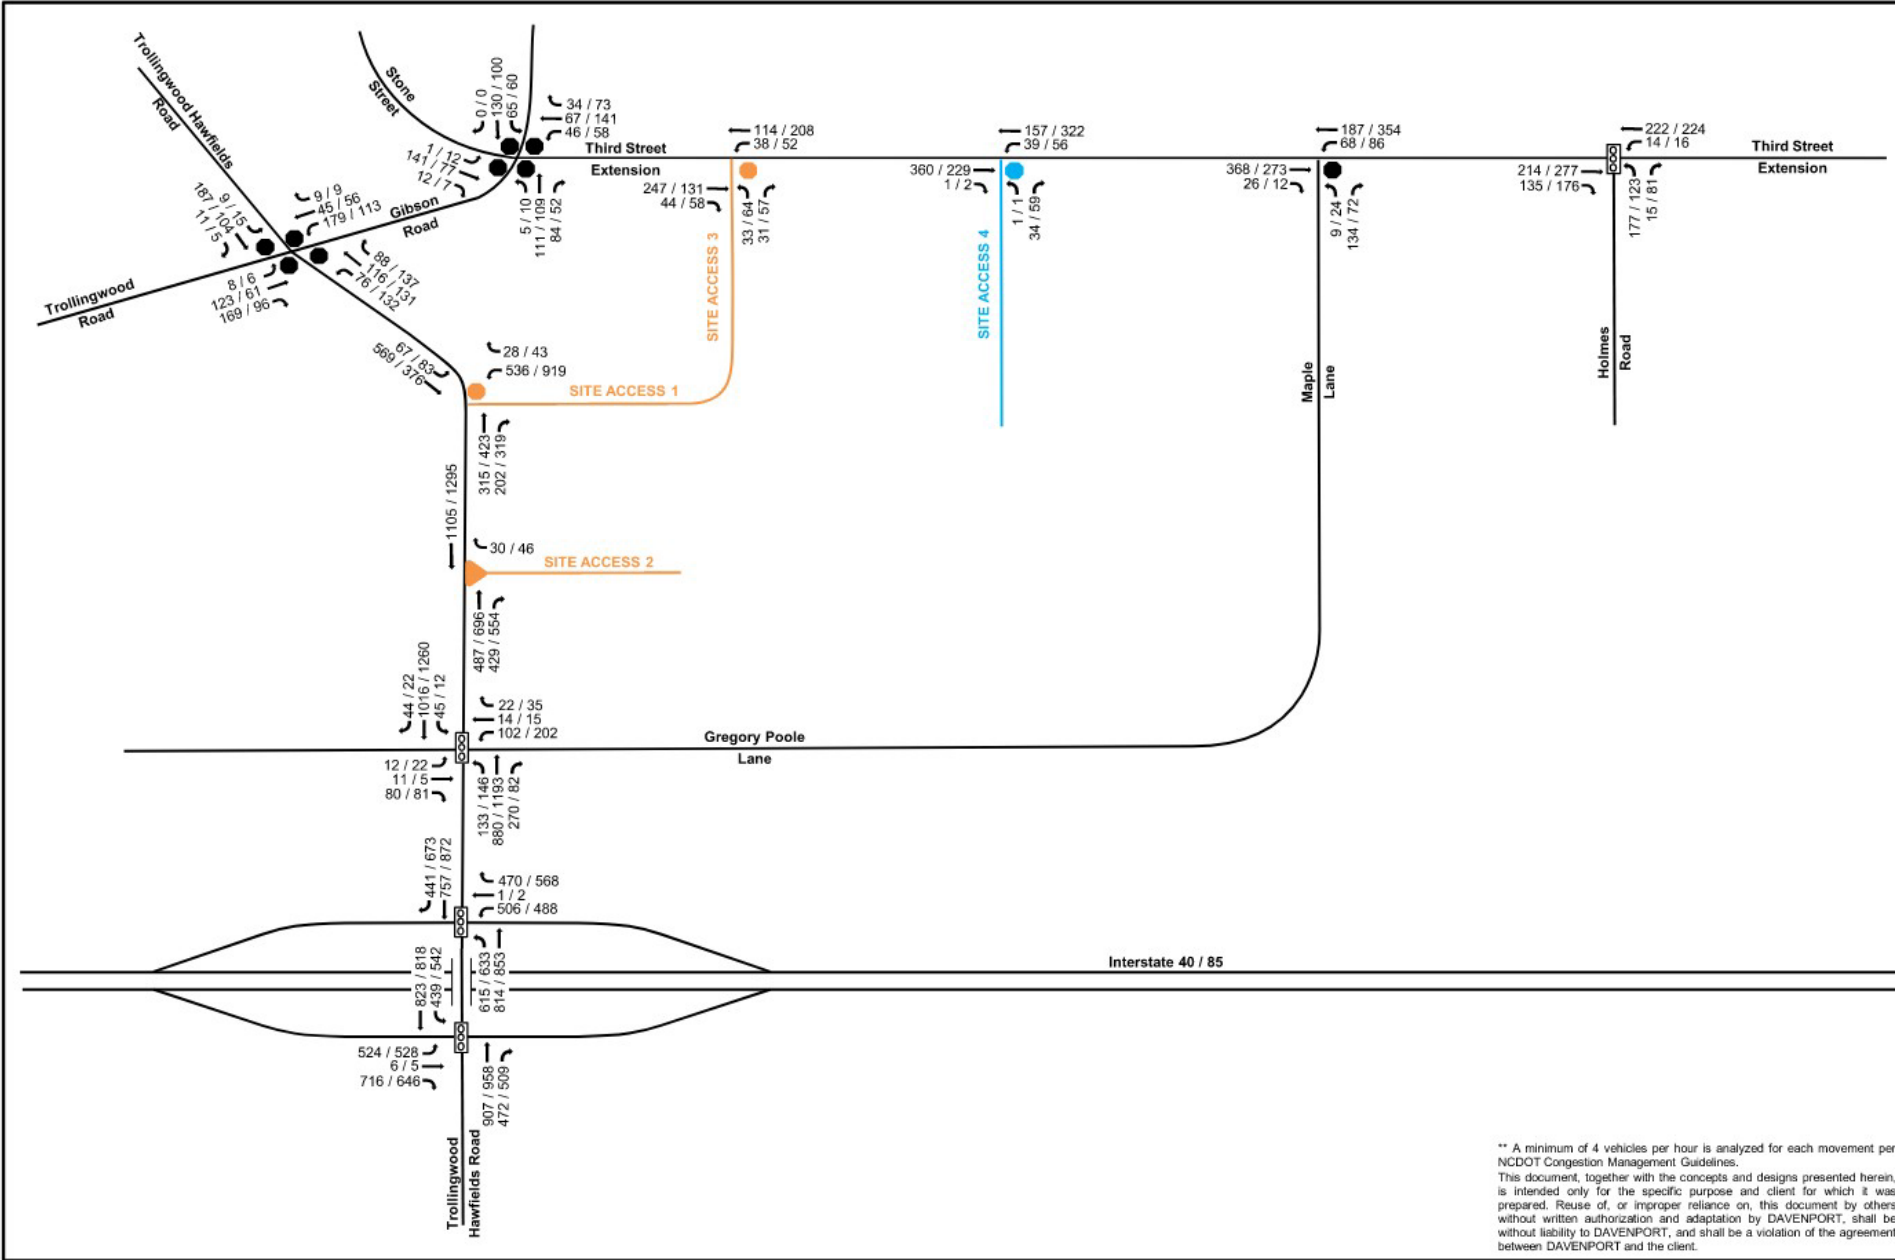 Trollingwood Hawfields
Road
Stone
Street
0 / 0
130 / 100
65 / 60
34 / 73
67 / 141
46 / 58
1 / 12
141 / 77
12 / 7
5 / 10
111 / 109
84 / 52
Third Street
Extension
114 / 208
38 / 52
247 / 131
44 / 58
33 / 64
31 / 57
SITE ACCESS 3
157 / 322
39 / 56
360 / 229
1 / 2
1 / 1
34 / 59
SITE ACCESS 4
187 / 354
68 / 86
368 / 273
26 / 12
9 / 24
134 / 72
Maple
Lane
222 / 224
14 / 16
214 / 277
135 / 176
177 / 123
15 / 81
Third Street
Extension
Holmes
Road
9 / 15
187 / 104
11 / 5
9 / 9
45 / 56
179 / 113
Gibson
Road
8 / 6
123 / 61
169 / 96
88 / 137
116 / 131
76 / 132
Trollingwood
Road
67 / 83
569 / 376
28 / 43
536 / 919
SITE ACCESS 1
315 / 423
202 / 319
1105 / 1295
30 / 46
SITE ACCESS 2
487 / 696
429 / 554
44 / 22
1016 / 1260
45 / 12
22 / 35
14 / 15
102 / 202
Gregory Poole
Lane
12 / 22
11 / 5
80 / 81
133 / 146
880 / 1193
270 / 82
441 / 673
757 / 872
470 / 568
1 / 2
506 / 488
615 / 633
814 / 853
823 / 818
439 / 542
Interstate 40 / 85
524 / 528
6 / 5
716 / 646
907 / 958
472 / 509
Trollingwood
Hawfields Road
** A minimum of 4 vehicles per hour is analyzed for each movement per
NCDOT Congestion Management Guidelines.
This document, together with the concepts and designs presented herein,
is intended only for the specific purpose and client for which it was
prepared. Reuse of, or improper reliance on, this document by others
without written authorization and adaptation by DAVENPORT, shall be
without liability to DAVENPORT, and shall be a violation of the agreement
between DAVENPORT and the client.